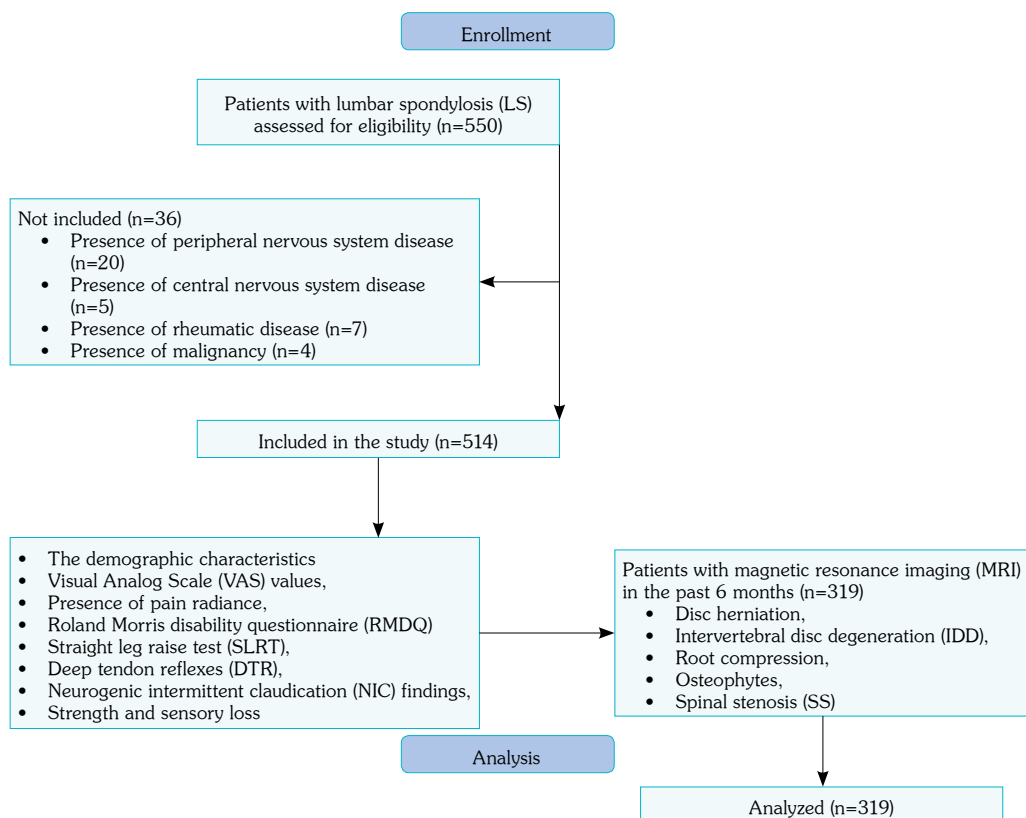 Enrollment
Patients with lumbar spondylosis (LS)
assessed for eligibility (n=550)
Not included (n=36)
• Presence of peripheral nervous system disease
(n=20)
• Presence of central nervous system disease
(n=5)
• Presence of rheumatic disease (n=7)
• Presence of malignancy (n=4)
Included in the study (n=514)
• The demographic characteristics
• Visual Analog Scale (VAS) values,
• Presence of pain radiance,
• Roland Morris disability questionnaire (RMDQ)
• Straight leg raise test (SLRT),
• Deep tendon reflexes (DTR),
• Neurogenic intermittent claudication (NIC) findings,
• Strength and sensory loss
Patients with magnetic resonance imaging (MRI)
in the past 6 months (n=319)
• Disc herniation,
• Intervertebral disc degeneration (IDD),
• Root compression,
• Osteophytes,
• Spinal stenosis (SS)
Analysis
Analyzed (n=319)